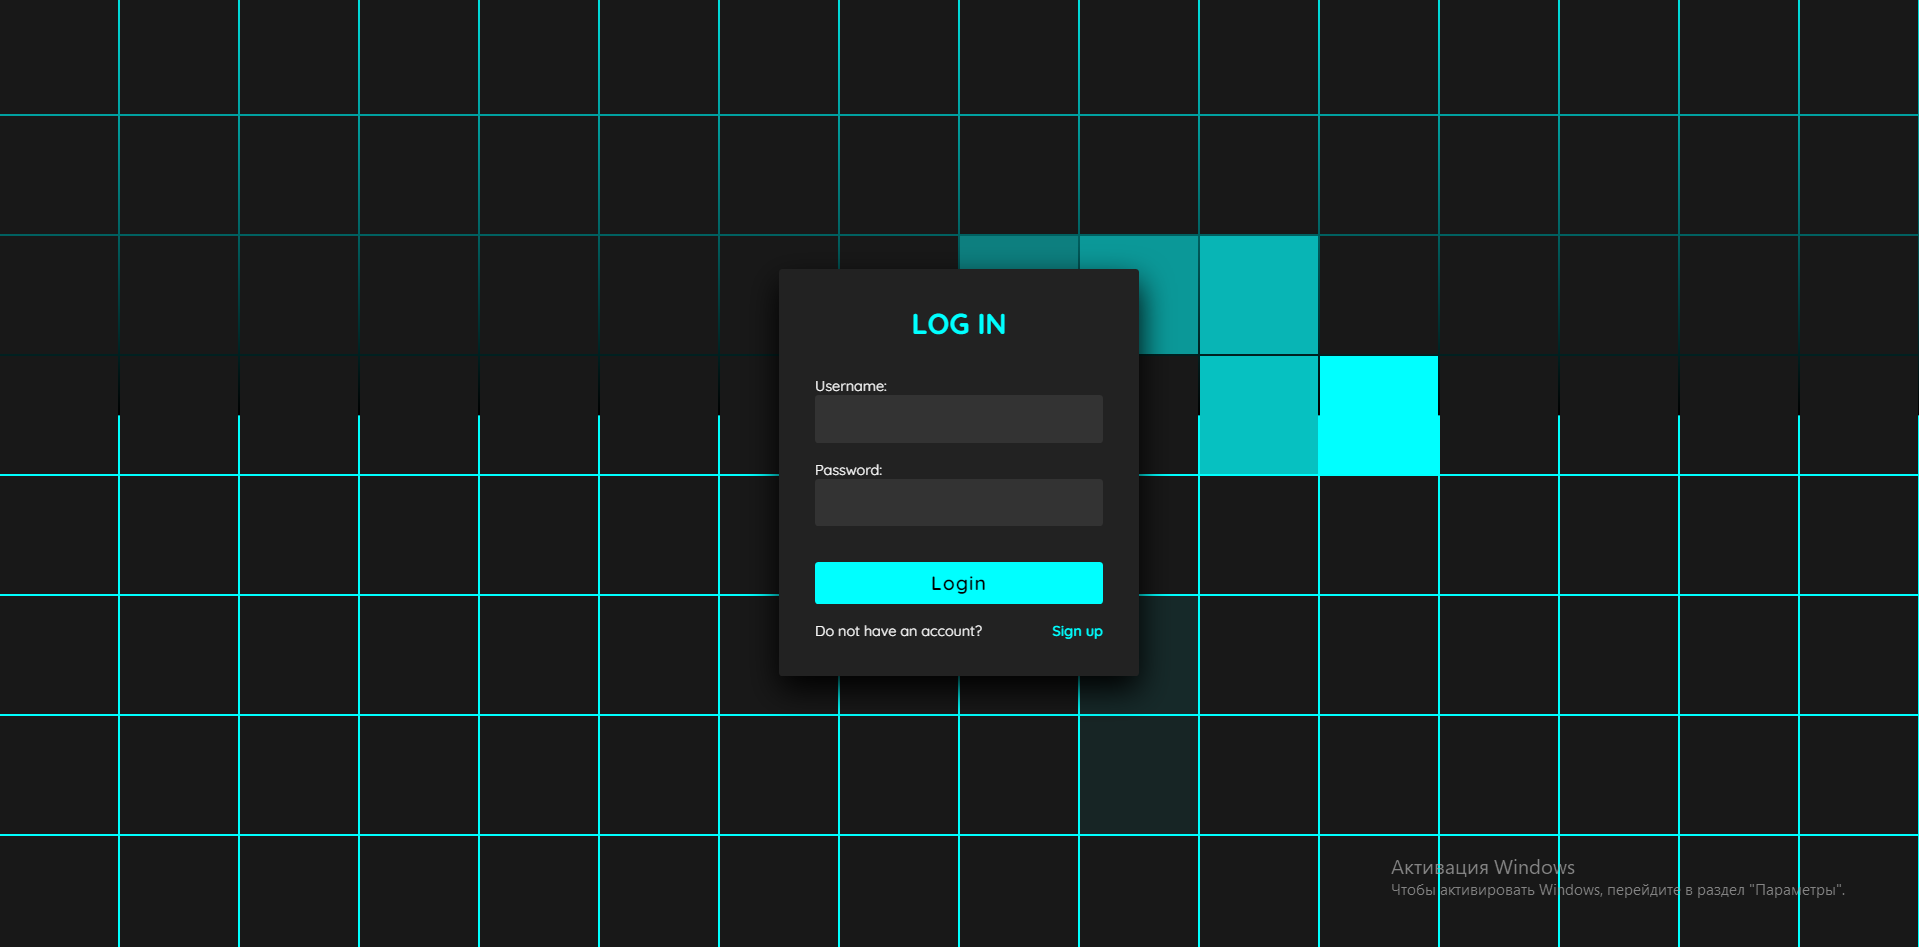 LOG IN
Username:
Password:
Login
Do not have an account? Sign up
Активация Windows
Чтобы активировать Windows, перейдите в раздел "Параметры".